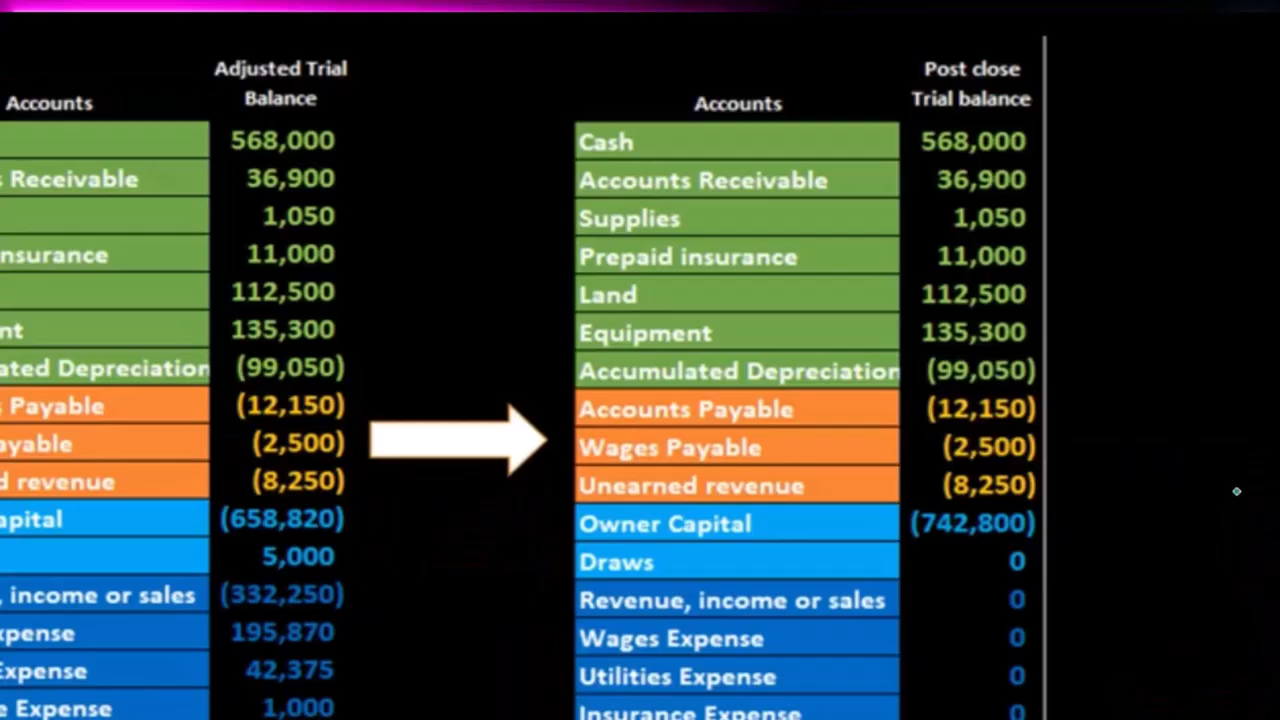 Accounts Adjusted Trial Balance
568,000
Receivable 36,900
1,050
nsurance 11,000
112,500
nt 135,300
ated Depreciation (99,050)
Payable (12,150)
ayable (2,500)
d revenue (8,250)
apital (658,820)
5,000
, income or sales (332,250)
xpense 195,870
Expense 42,375
e Expense 1,000
Accounts Post close Trial balance
Cash 568,000
Accounts Receivable 36,900
Supplies 1,050
Prepaid insurance 11,000
Land 112,500
Equipment 135,300
Accumulated Depreciation (99,050)
Accounts Payable (12,150)
Wages Payable (2,500)
Unearned revenue (8,250)
Owner Capital (742,800)
Draws 0
Revenue, income or sales 0
Wages Expense 0
Utilities Expense 0
Insurance Expense 0